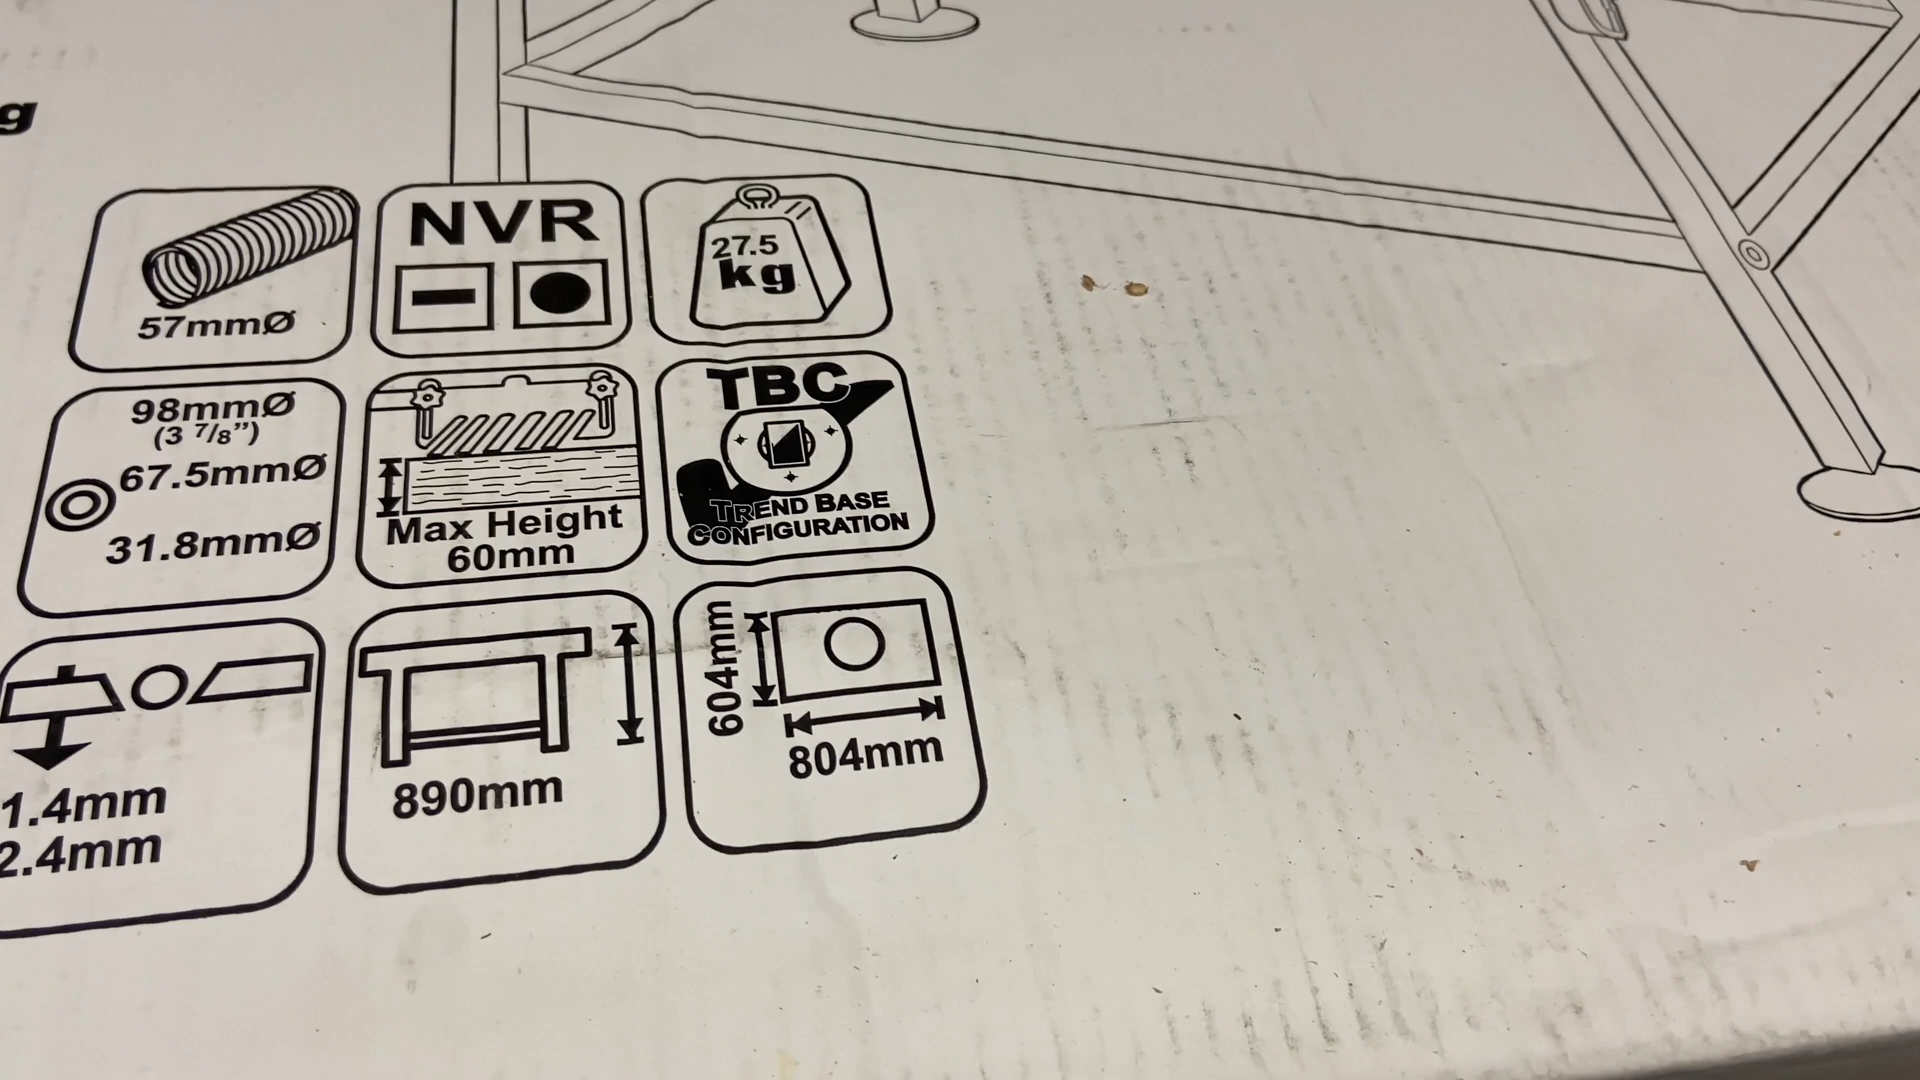 g
57mmØ
NVR
27.5
kg
98mmØ
(3 7/8”)
67.5mmØ
31.8mmØ
Max Height
60mm
TBC
TREND BASE
CONFIGURATION
1.4mm
2.4mm
890mm
604mm
804mm